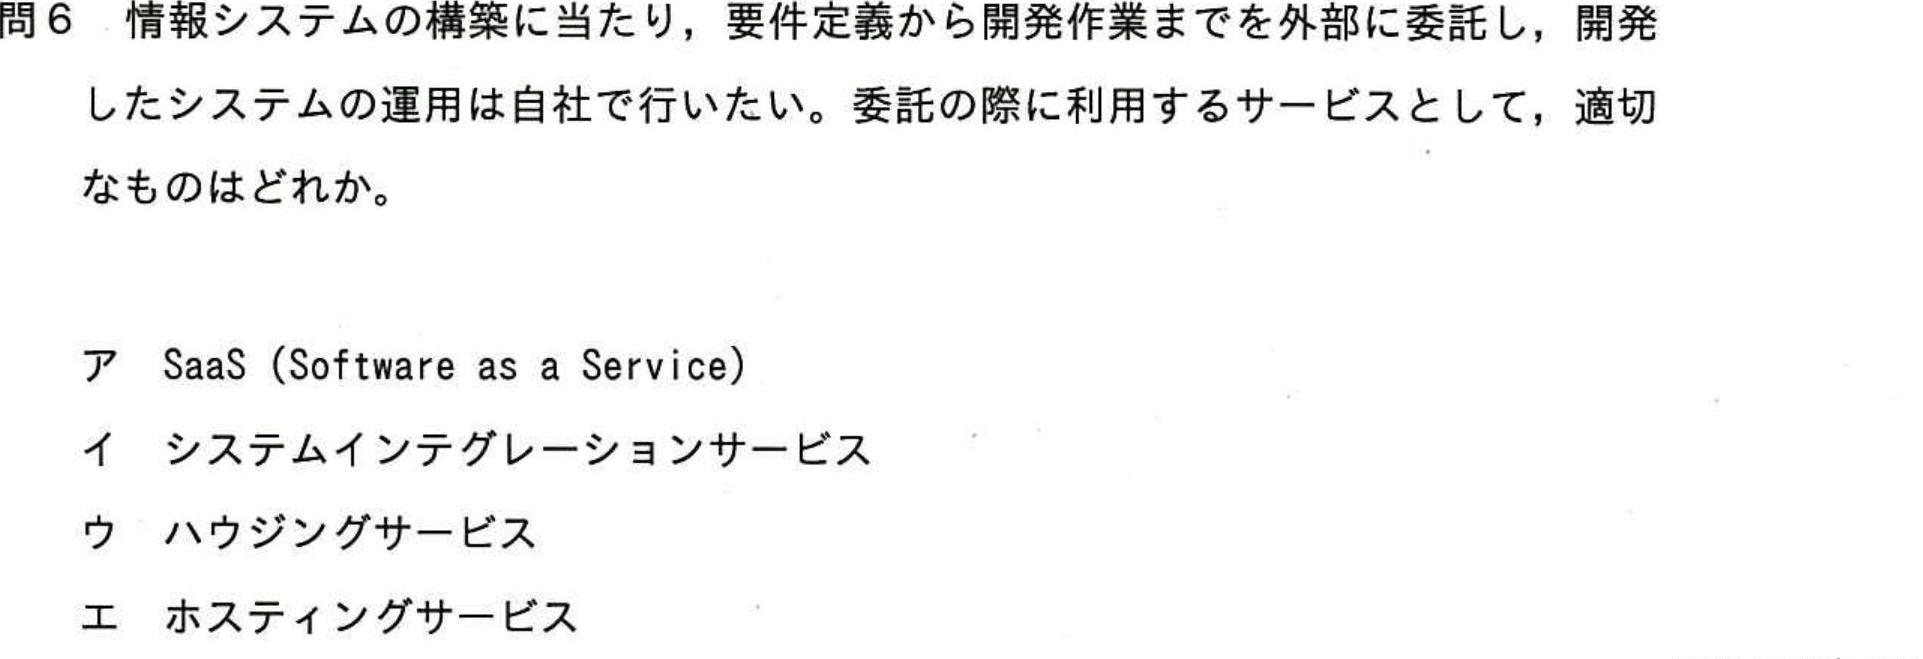 問６　情報システムの構築に当たり，要件定義から開発作業までを外部に委託し，開発
したシステムの運用は自社で行いたい。委託の際に利用するサービスとして，適切
なものはどれか。
ア　SaaS (Software as a Service)
イ　システムインテグレーションサービス
ウ　ハウジングサービス
エ　ホスティングサービス